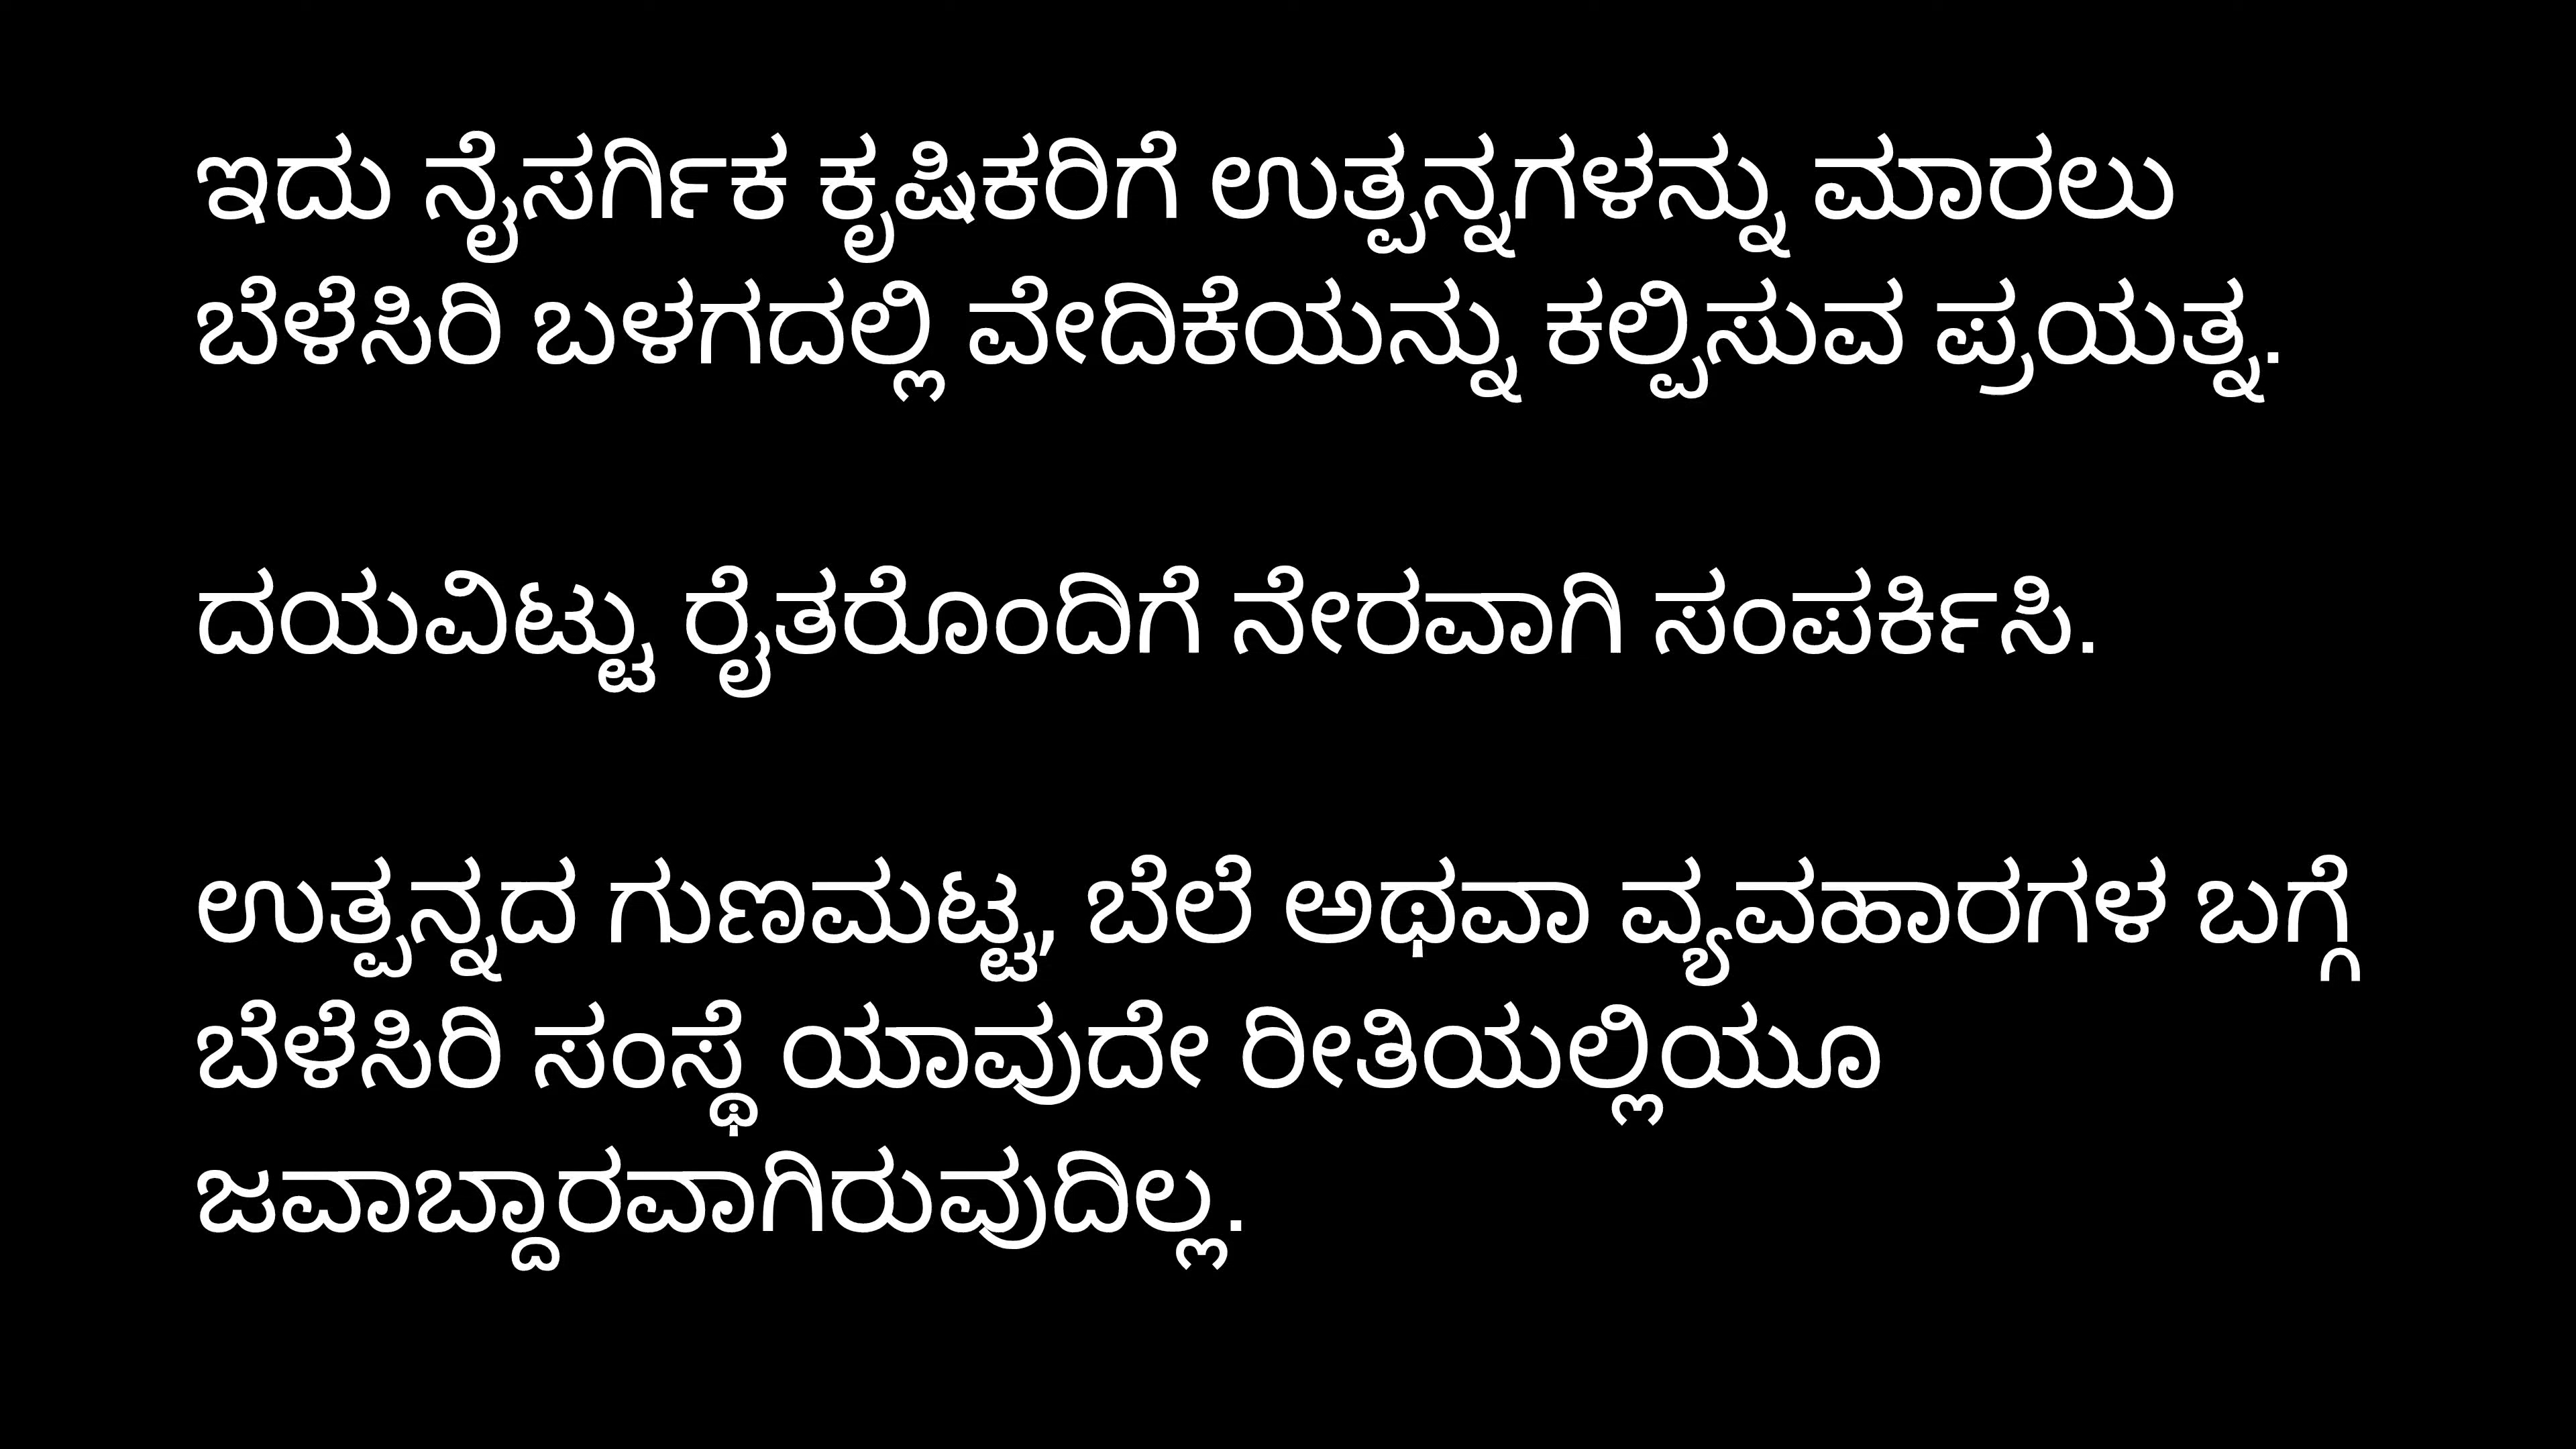 ಇದು ನೈಸರ್ಗಿಕ ಕೃಷಿಕರಿಗೆ ಉತ್ಪನ್ನಗಳನ್ನು ಮಾರಲು
ಬೆಳೆಸಿರಿ ಬಳಗದಲ್ಲಿ ವೇದಿಕೆಯನ್ನು ಕಲ್ಪಿಸುವ ಪ್ರಯತ್ನ.
ದಯವಿಟ್ಟು ರೈತರೊಂದಿಗೆ ನೇರವಾಗಿ ಸಂಪರ್ಕಿಸಿ.
ಉತ್ಪನ್ನದ ಗುಣಮಟ್ಟ, ಬೆಲೆ ಅಥವಾ ವ್ಯವಹಾರಗಳ ಬಗ್ಗೆ
ಬೆಳೆಸಿರಿ ಸಂಸ್ಥೆ ಯಾವುದೇ ರೀತಿಯಲ್ಲಿಯೂ
ಜವಾಬ್ದಾರವಾಗಿರುವುದಿಲ್ಲ.